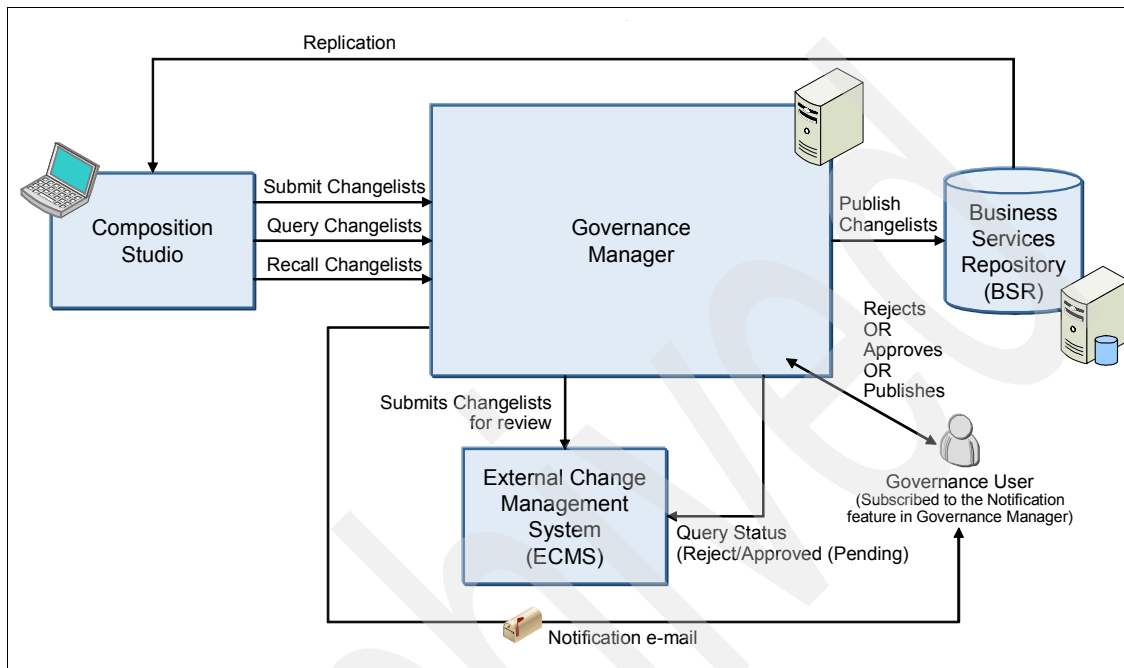 Replication
Submit Changelists
Query Changelists
Recall Changelists
Composition
Studio
Governance
Manager
Publish
Changelists
Business
Services
Repository
(BSR)
Rejects
OR
Approves
OR
Publishes
Submits Changelists
for review
External Change
Management
System
(ECMS)
Query Status
(Reject/Approved (Pending)
Governance User
(Subscribed to the Notification
feature in Governance Manager)
Notification e-mail